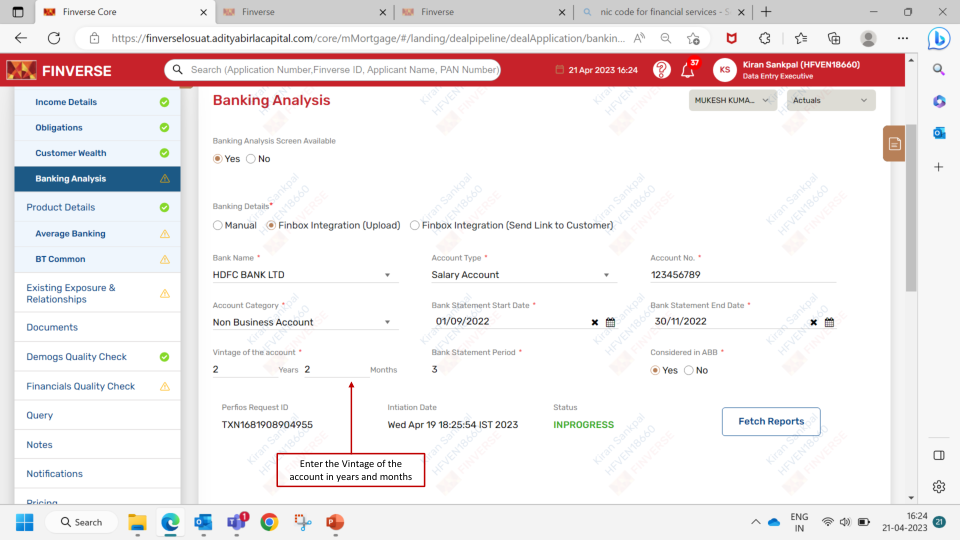 Finverse Core
Finverse
Finverse
nic code for financial services - S
https://finverselosuat.adityabirlacapital.com/core/mMortgage/#/landing/dealpipeline/dealApplication/bankin...
FINVERSE
Search (Application Number,Finverse ID, Applicant Name, PAN Number)
21 Apr 2023 16:24
37
KS
Kiran Sankpal (HFVEN18660)
Data Entry Executive
Income Details
Obligations
Customer Wealth
Banking Analysis
Product Details
Average Banking
BT Common
Existing Exposure &
Relationships
Documents
Demogs Quality Check
Financials Quality Check
Query
Notes
Notifications
Pricing
Banking Analysis
MUKESH KUMA...
Actuals
Banking Analysis Screen Available
Yes No
Banking Details*
Manual Finbox Integration (Upload) Finbox Integration (Send Link to Customer)
Bank Name * Account Type * Account No. *
HDFC BANK LTD Salary Account 123456789
Account Category * Bank Statement Start Date * Bank Statement End Date *
Non Business Account 01/09/2022 30/11/2022
Vintage of the account * Bank Statement Period * Considered in ABB *
2 Years 2 Months 3 Yes No
Perfios Request ID Intiation Date Status
TXN1681908904955 Wed Apr 19 18:25:54 IST 2023 INPROGRESS
Fetch Reports
Enter the Vintage of the
account in years and months
Kiran Sankpal
HFVEN18660
FINVERSE
Search
1
ENG
IN
16:24
21-04-2023
21